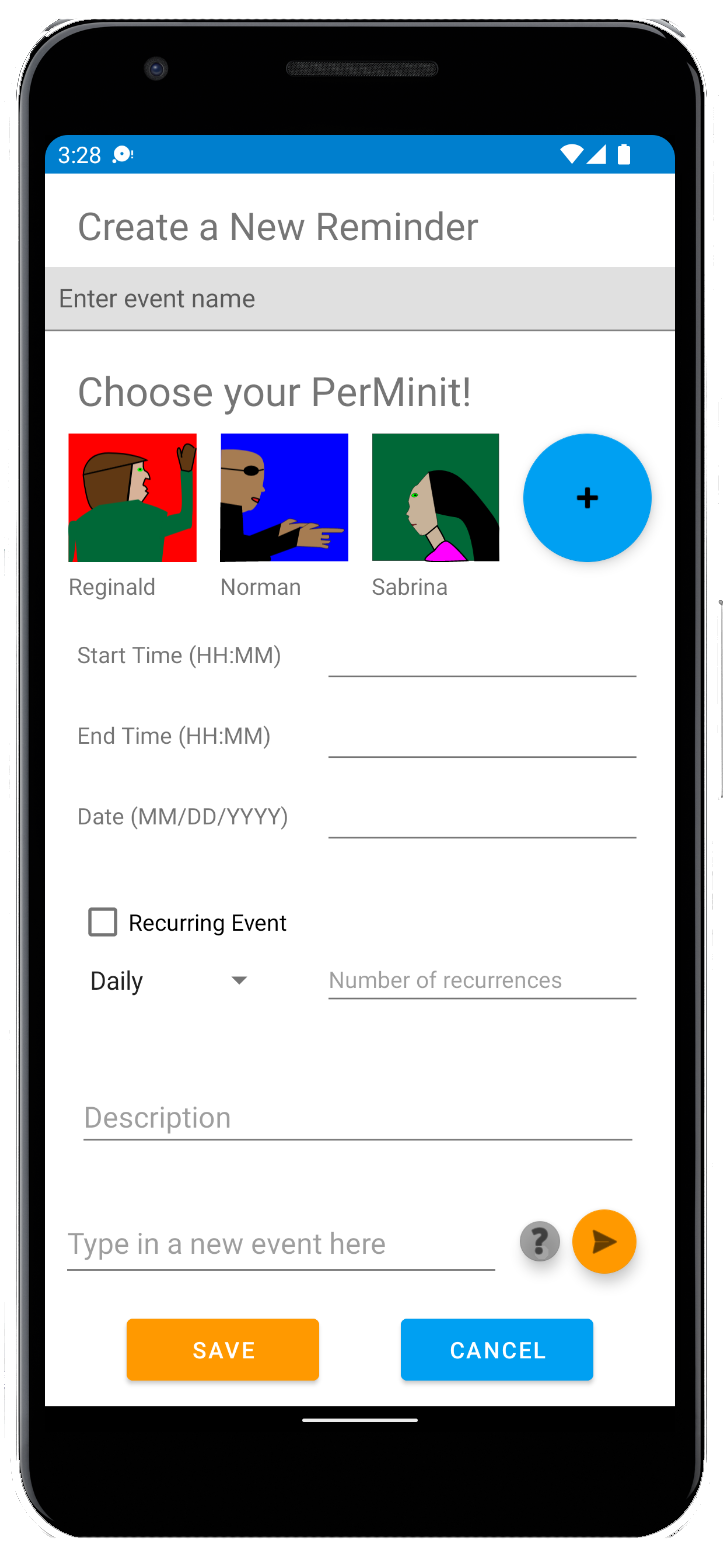 3:28
Create a New Reminder
Enter event name
Choose your PerMinit!
+
Reginald Norman Sabrina
Start Time (HH:MM)
End Time (HH:MM)
Date (MM/DD/YYYY)
Recurring Event
Daily Number of recurrences
Description
Type in a new event here ?
SAVE CANCEL